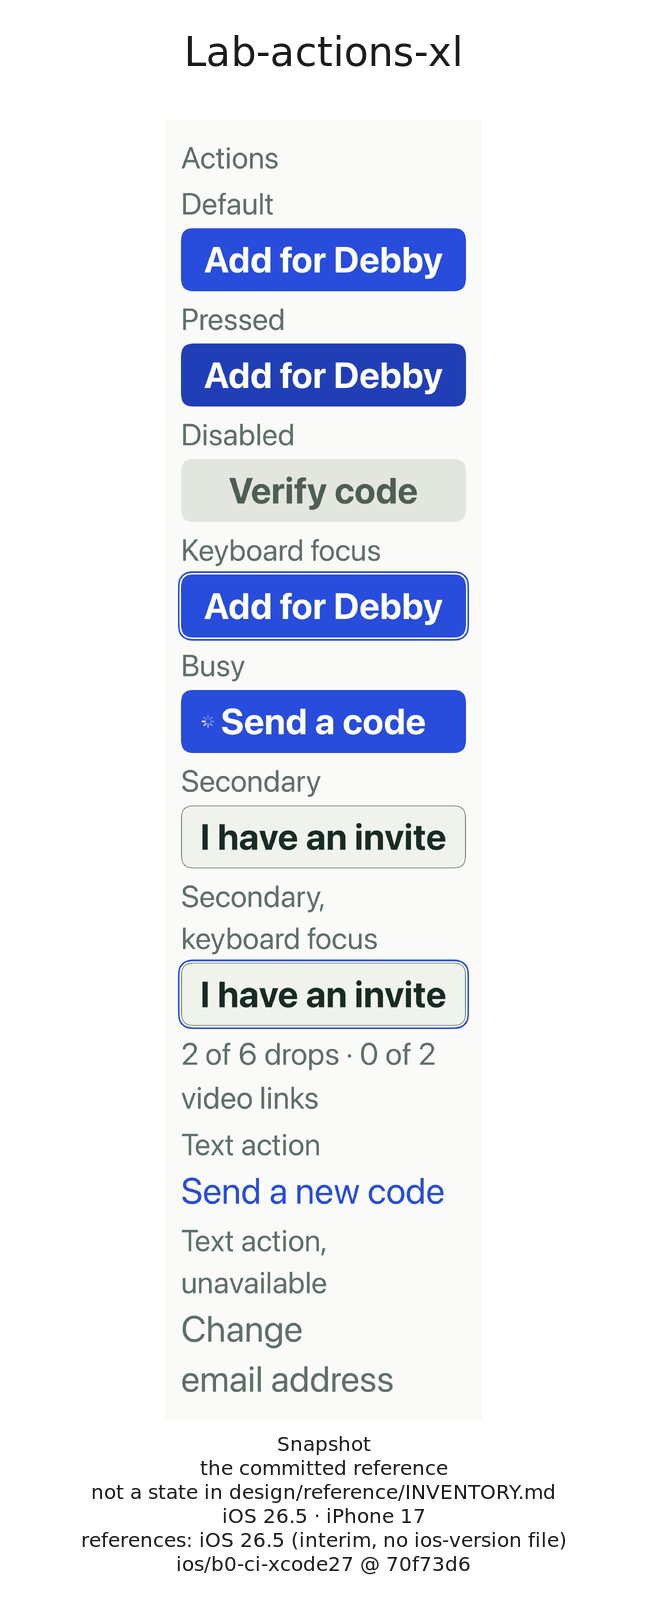 Lab-actions-xl
Actions
Default
Add for Debby
Pressed
Add for Debby
Disabled
Verify code
Keyboard focus
Add for Debby
Busy
Send a code
Secondary
I have an invite
Secondary,
keyboard focus
I have an invite
2 of 6 drops · 0 of 2
video links
Text action
Send a new code
Text action,
unavailable
Change
email address
Snapshot
the committed reference
not a state in design/reference/INVENTORY.md
iOS 26.5 · iPhone 17
references: iOS 26.5 (interim, no ios-version file)
ios/b0-ci-xcode27 @ 70f73d6